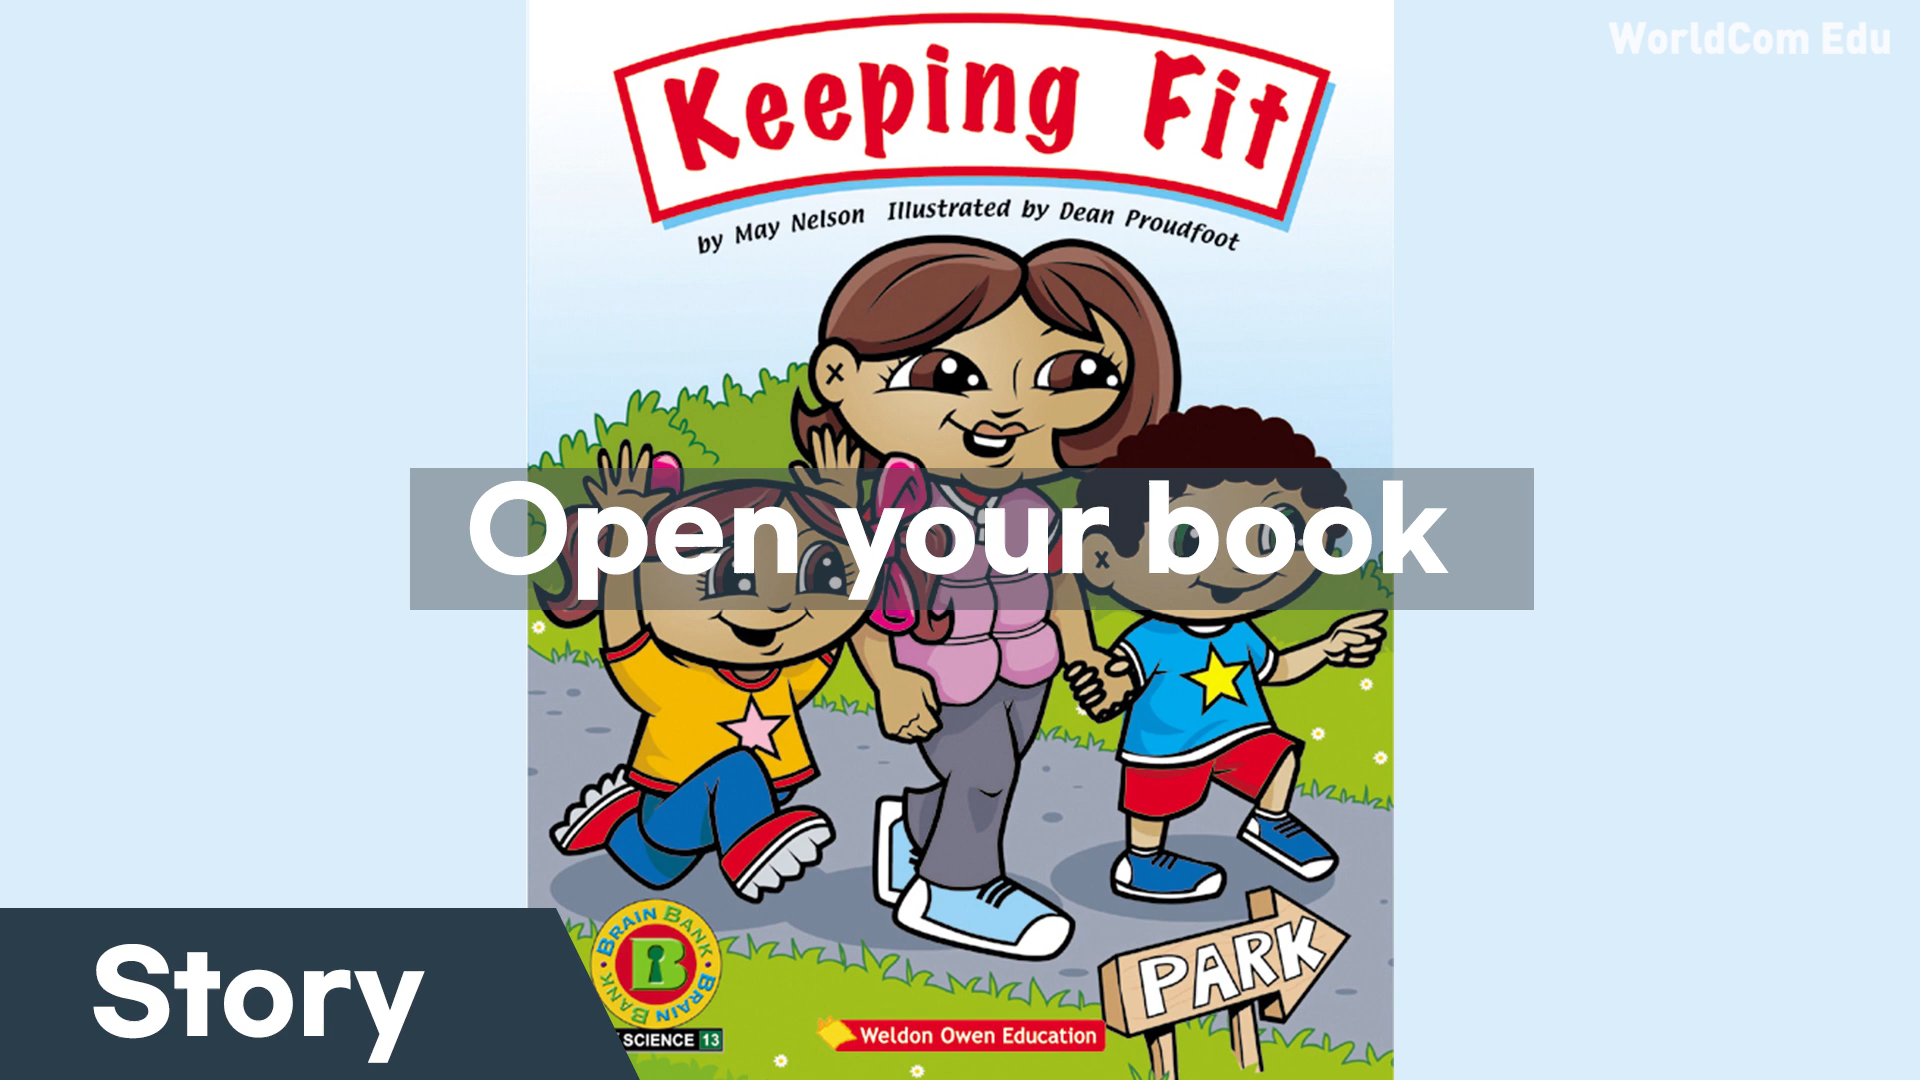 WorldCom Edu
Keeping Fit
by May Nelson Illustrated by Dean Proudfoot
Open your book
PARK
BRAIN BANK • BRAIN BANK •
B
SCIENCE 13
Weldon Owen Education
Story